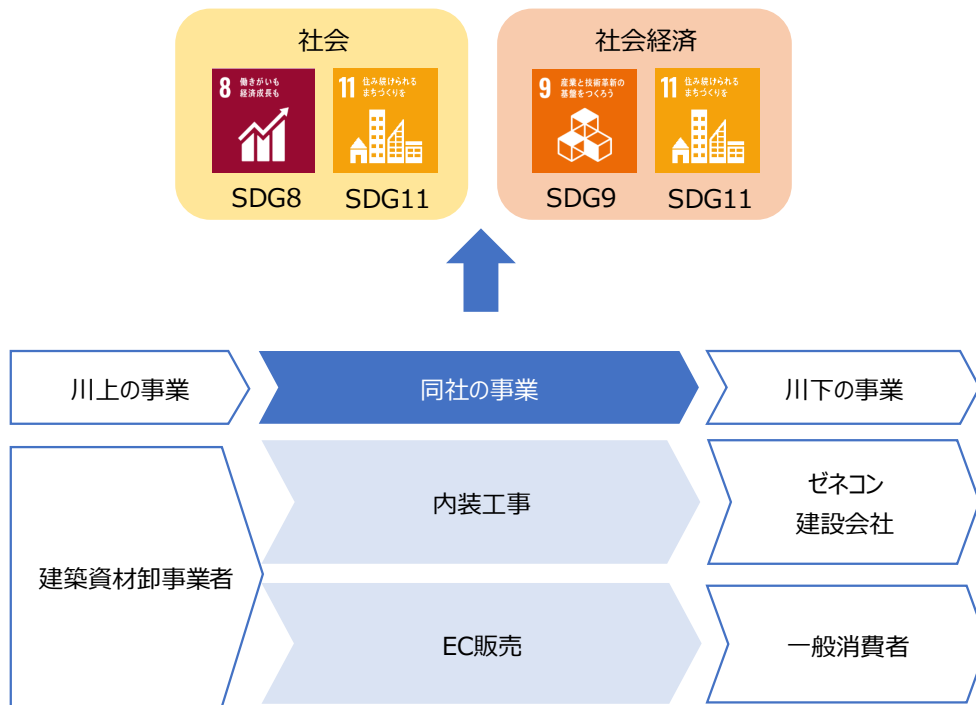 社会
社会経済
8 働きがいも
経済成長も
11 住み続けられる
まちづくりを
9 産業と技術革新の
基盤をつくろう
11 住み続けられる
まちづくりを
SDG8
SDG11
SDG9
SDG11
川上の事業
同社の事業
川下の事業
建築資材卸事業者
内装工事
ゼネコン
建設会社
EC販売
一般消費者